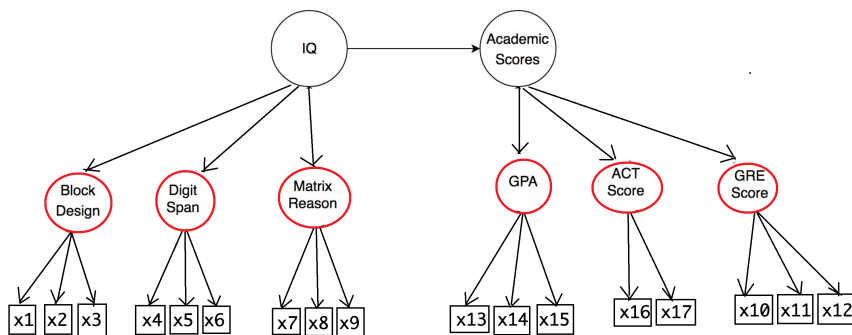 IQ
Academic
Scores
Block
Design
Digit
Span
Matrix
Reason
GPA
ACT
Score
GRE
Score
x1
x2
x3
x4
x5
x6
x7
x8
x9
x13
x14
x15
x16
x17
x10
x11
x12